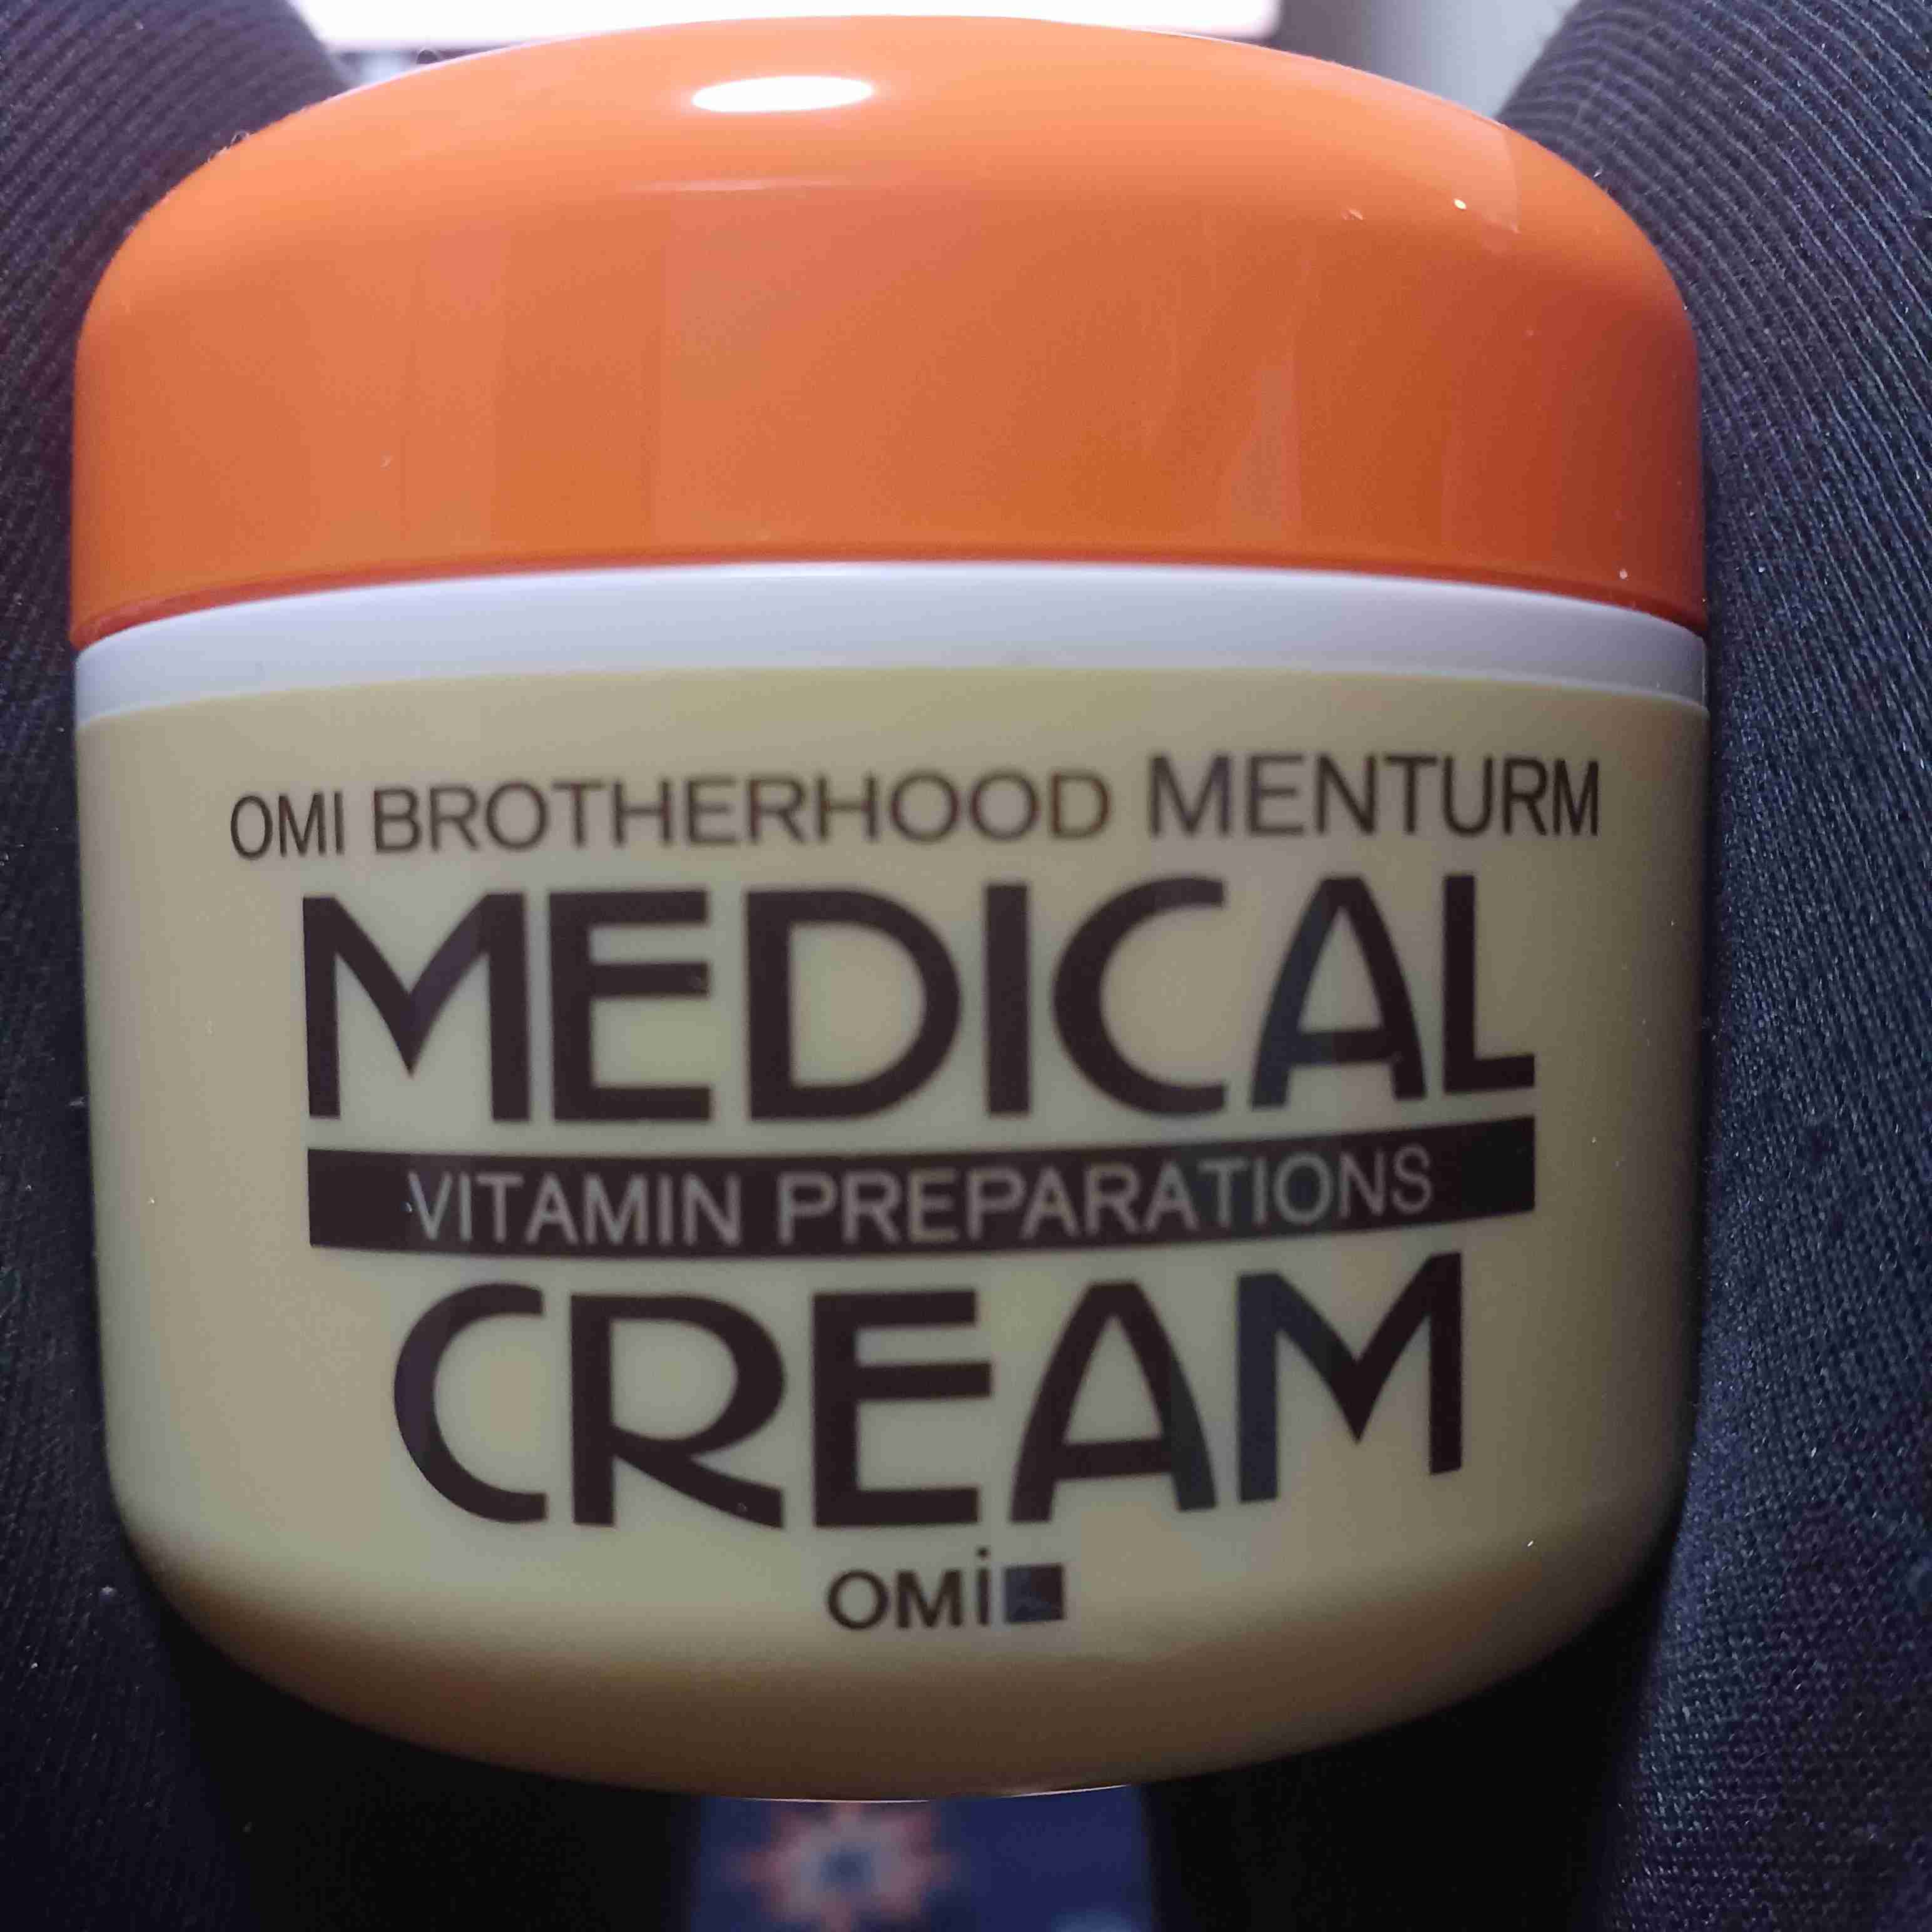 OMI BROTHERHOOD MENTURM
MEDICAL
VITAMIN PREPARATIONS
CREAM
OMi